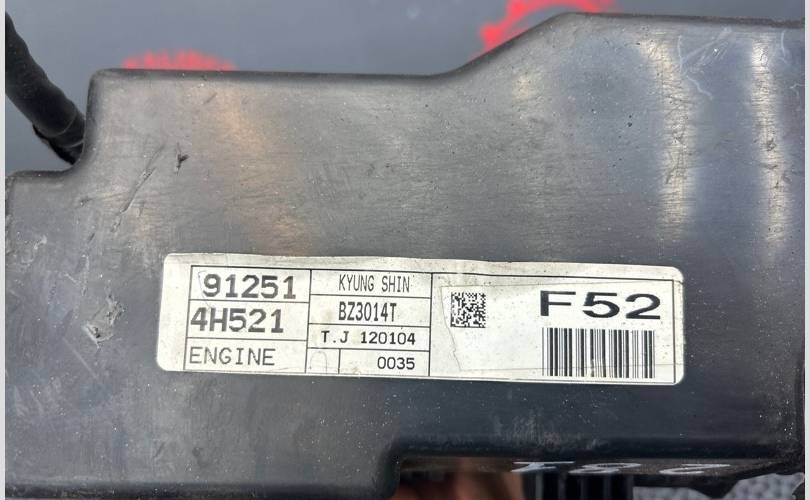 91251
4H521
ENGINE
KYUNG SHIN
BZ3014T
T.J 120104
0035
F52